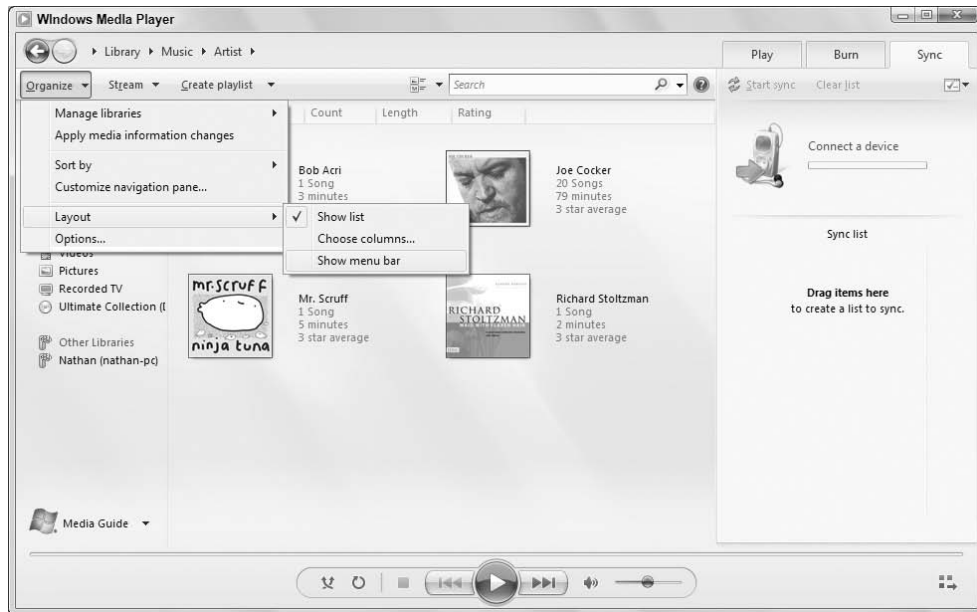 WIndows Media Player
Library Music Artist
Play Burn Sync
Organize Stream Create playlist
Search
Start sync Clear list
Manage libraries
Apply media information changes
Sort by
Customize navigation pane...
Layout
Options...
Show list
Choose columns...
Show menu bar
Count Length Rating
Bob Acri
1 Song
3 minutes
Joe Cocker
20 Songs
79 minutes
3 star average
Videos
Pictures
Recorded TV
Ultimate Collection (
Other Libraries
Nathan (nathan-pc)
mr.scruff
ninja tuna
Mr. Scruff
1 Song
5 minutes
3 star average
RICHARD
STOLTZMAN
Richard Stoltzman
1 Song
2 minutes
3 star average
Connect a device
Sync list
Drag items here
to create a list to sync.
Media Guide